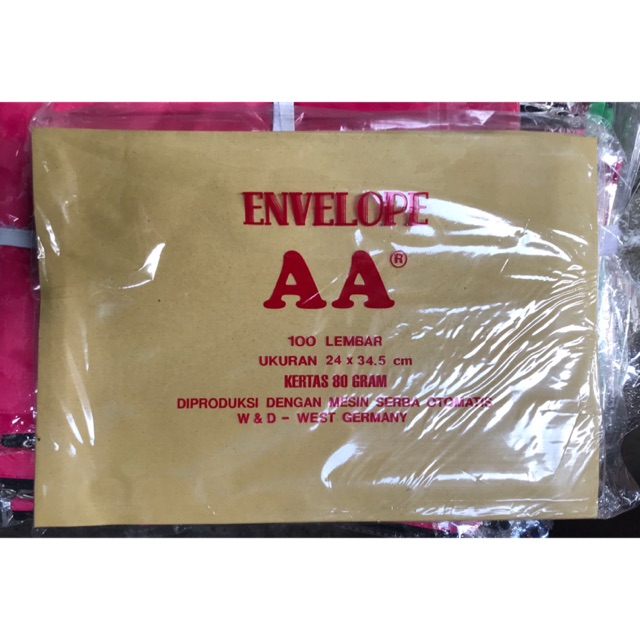 ENVELOPE
AA®
100 LEMBAR
UKURAN 24 x 34.5 cm
KERTAS 80 GRAM
DIPRODUKSI DENGAN MESIN SERBA OTOMATIS
W & D - WEST GERMANY